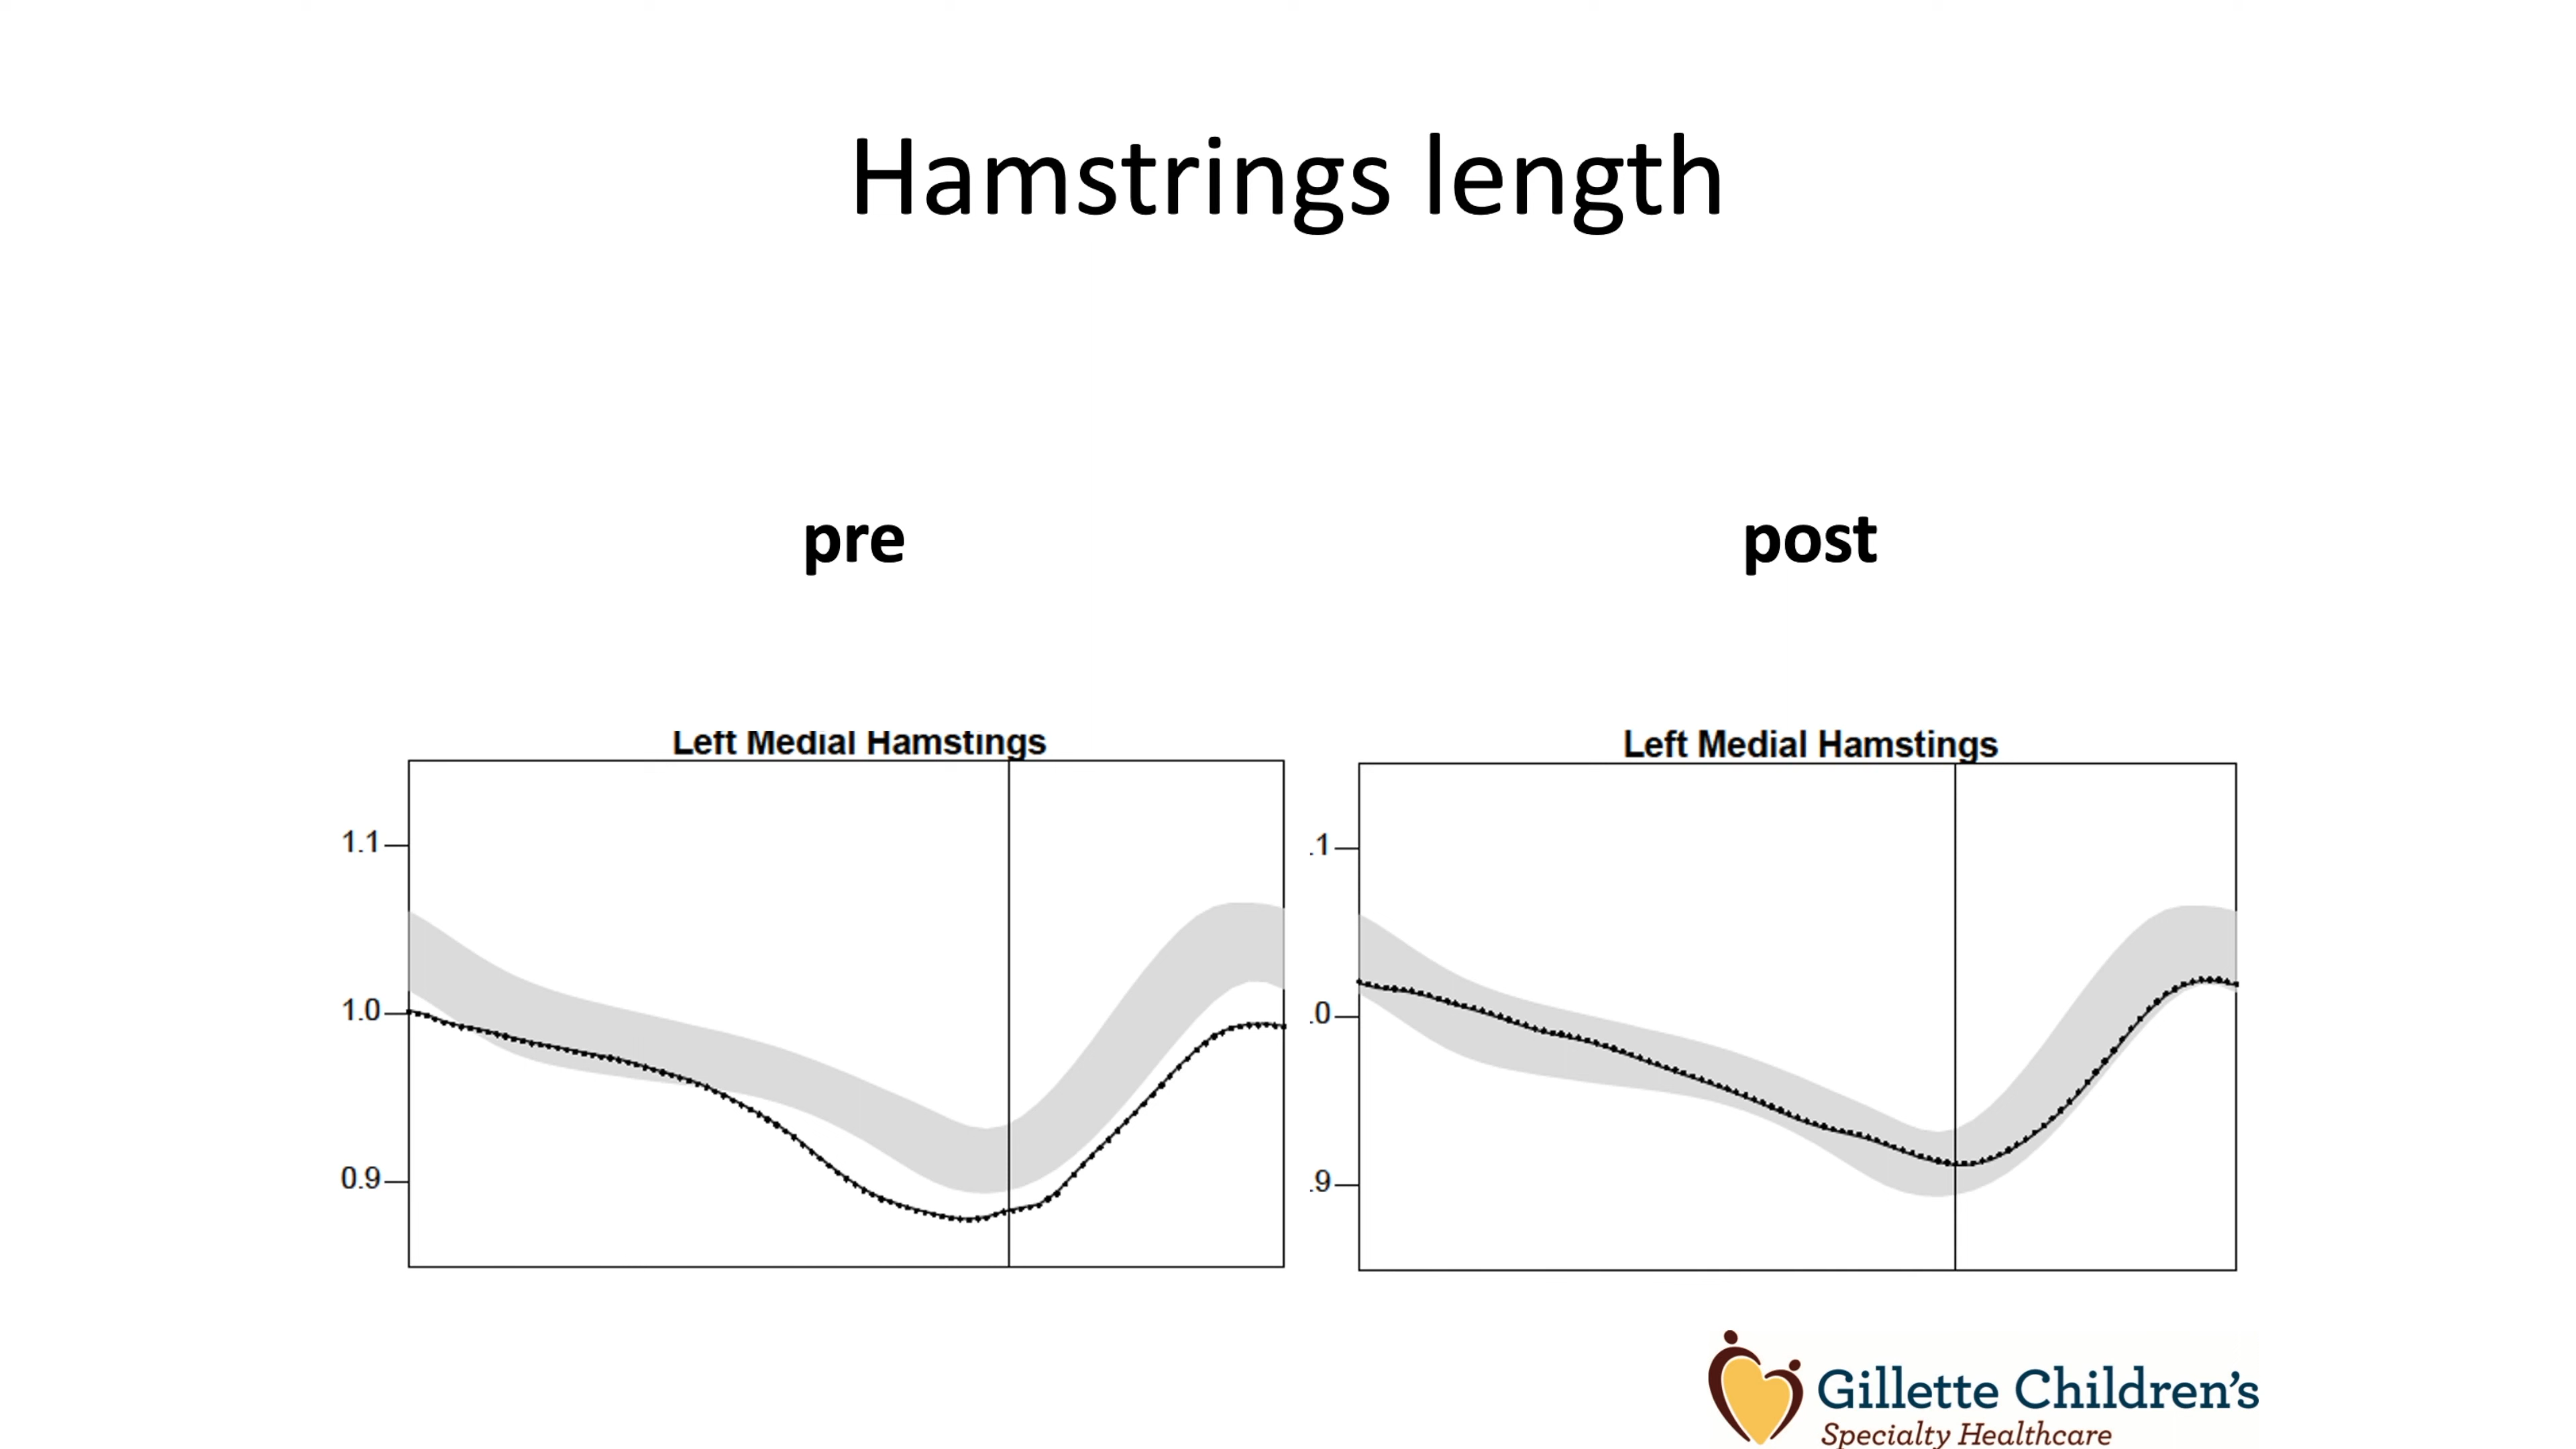 Hamstrings length
pre
post
Left Medial Hamstings
1.1
1.0
0.9
Left Medial Hamstings
.1
.0
.9
Gillette Children's
Specialty Healthcare